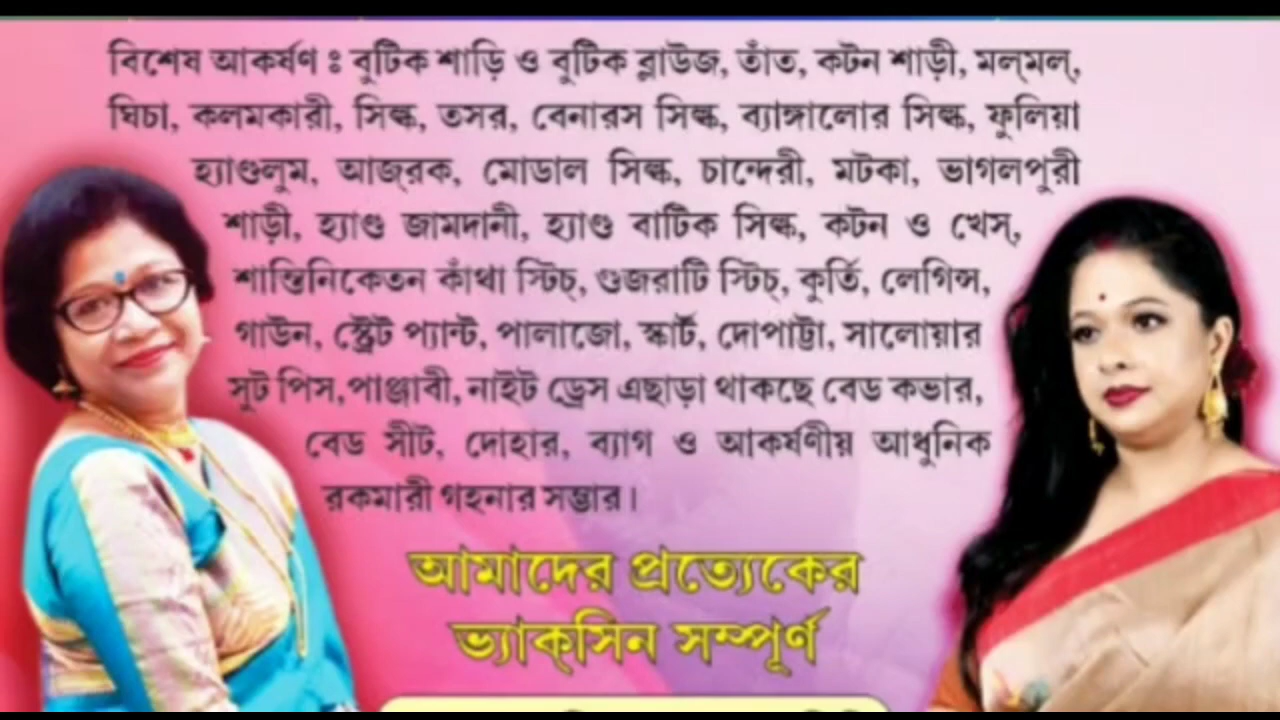 বিশেষ আকর্ষণ ঃ বুটিক শাড়ি ও বুটিক ব্লাউজ, তাঁত, কটন শাড়ী, মল্‌মল্‌,
ঘিচা, কলমকারী, সিল্ক, তসর, বেনারস সিল্ক, ব্যাঙ্গালোর সিল্ক, ফুলিয়া
হ্যাণ্ডলুম, আজ্‌রক, মোডাল সিল্ক, চান্দেরী, মটকা, ভাগলপুরী
শাড়ী, হ্যাণ্ড জামদানী, হ্যাণ্ড বাটিক সিল্ক, কটন ও খেস্‌,
শান্তিনিকেতন কাঁথা স্টিচ্‌, গুজরাটি স্টিচ্‌, কুর্তি, লেগিন্স,
গাউন, স্ট্রেট প্যান্ট, পালাজো, স্কার্ট, দোপাট্টা, সালোয়ার
সুট পিস,পাঞ্জাবী, নাইট ড্রেস এছাড়া থাকছে বেড কভার,
বেড সীট, দোহার, ব্যাগ ও আকর্ষণীয় আধুনিক
রকমারী গহনার সম্ভার।
আমাদের প্রত্যেকের
ভ্যাক্‌সিন সম্পূর্ণ